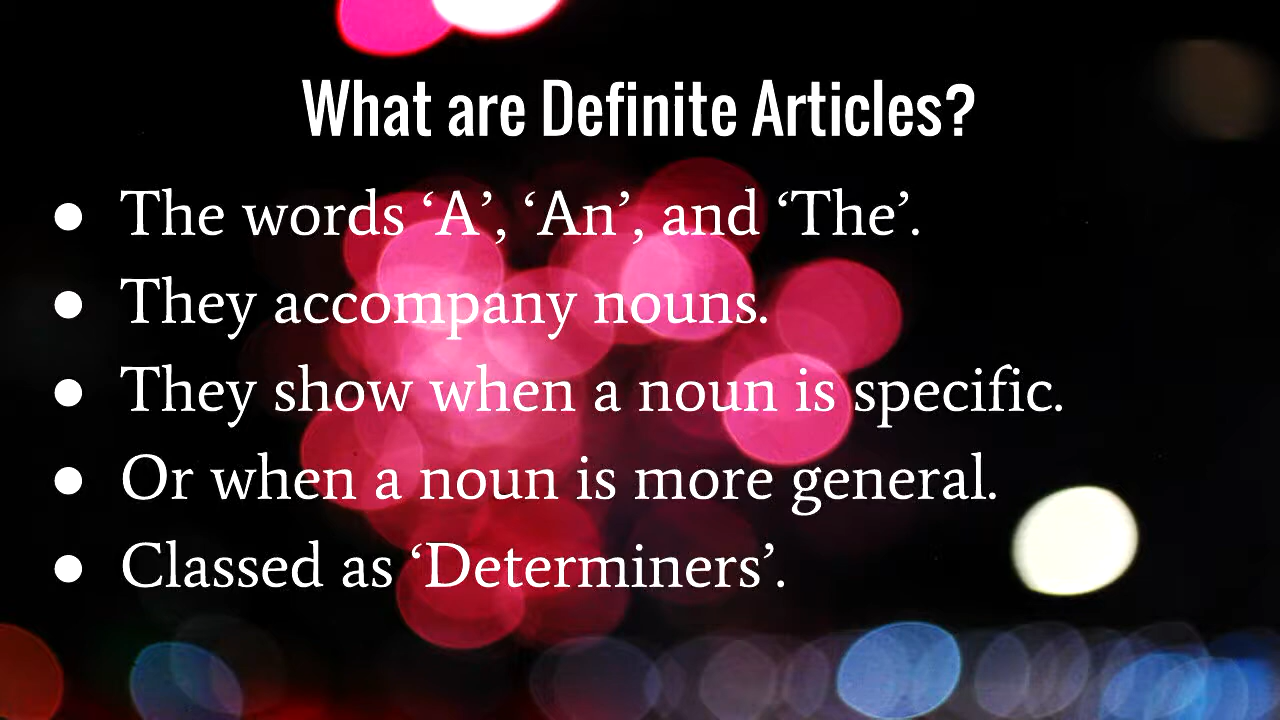 What are Definite Articles?
● The words ‘A’, ‘An’, and ‘The’.
● They accompany nouns.
● They show when a noun is specific.
● Or when a noun is more general.
● Classed as ‘Determiners’.